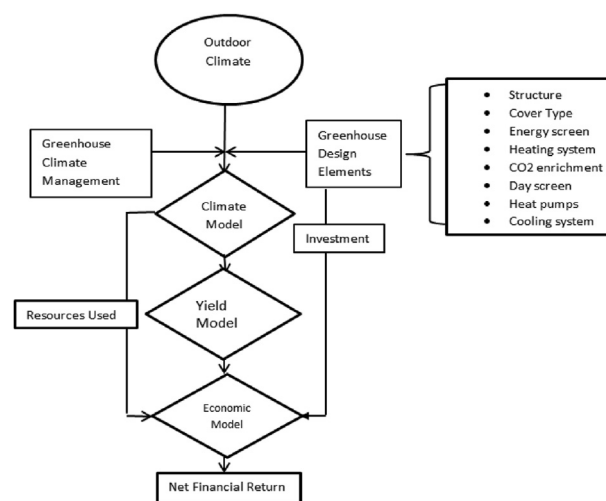 Outdoor
Climate
Greenhouse
Climate
Management
Greenhouse
Design
Elements
Structure
Cover Type
Energy screen
Heating system
CO2 enrichment
Day screen
Heat pumps
Cooling system
Climate
Model
Investment
Resources Used
Yield
Model
Economic
Model
Net Financial Return